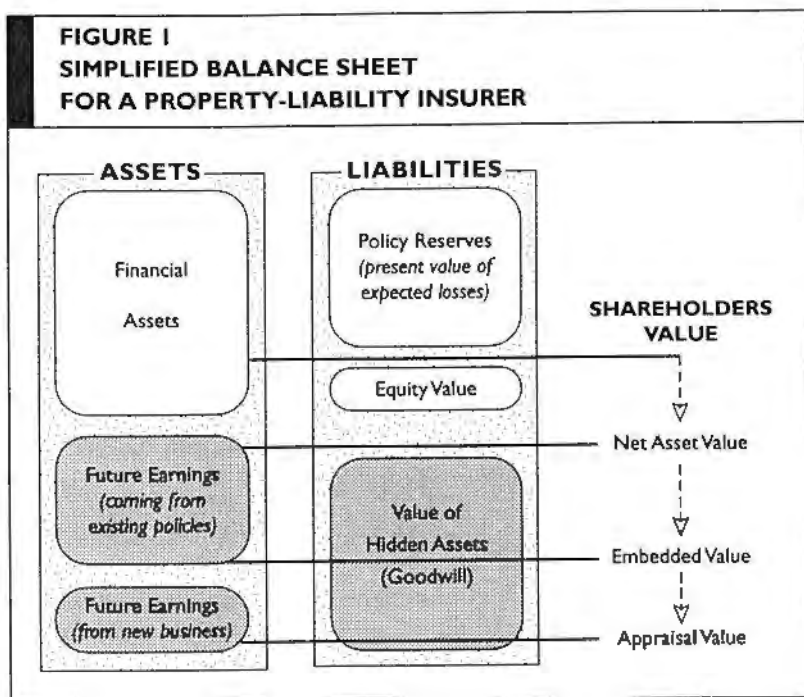 FIGURE 1
SIMPLIFIED BALANCE SHEET
FOR A PROPERTY-LIABILITY INSURER
ASSETS
Financial
Assets
Future Earnings
(coming from
existing policies)
Future Earnings
(from new business)
LIABILITIES
Policy Reserves
(present value of
expected losses)
Equity Value
Value of
Hidden Assets
(Goodwill)
SHAREHOLDERS
VALUE
Net Asset Value
Embedded Value
Appraisal Value